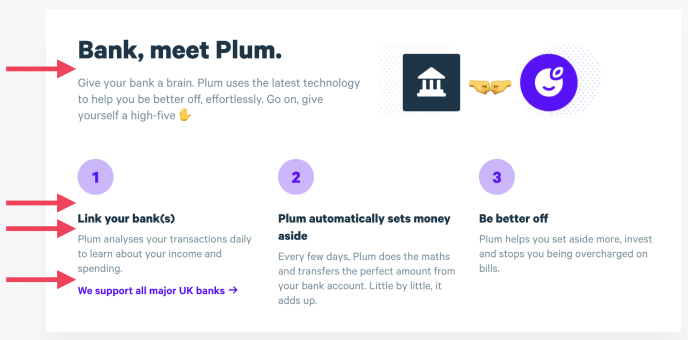 Bank, meet Plum.
Give your bank a brain. Plum uses the latest technology
to help you be better off, effortlessly. Go on, give
yourself a high-five ✋
1
Link your bank(s)
Plum analyses your transactions daily
to learn about your income and
spending.
We support all major UK banks →
2
Plum automatically sets money
aside
Every few days, Plum does the maths
and transfers the perfect amount from
your bank account. Little by little, it
adds up.
3
Be better off
Plum helps you set aside more, invest
and stops you being overcharged on
bills.